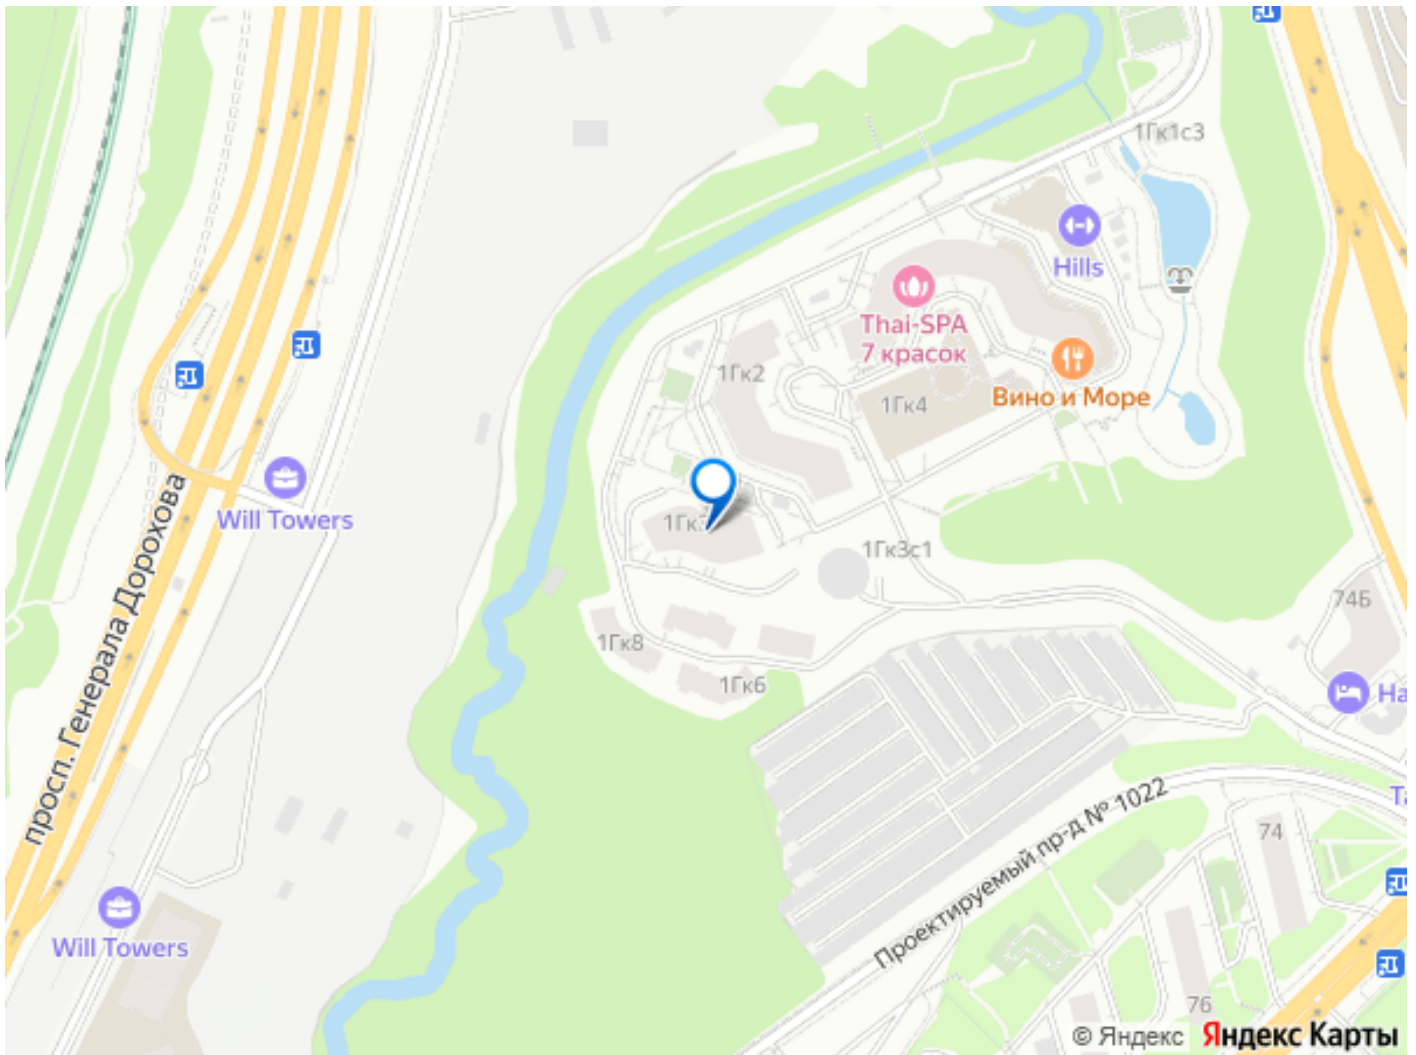 1Гк1с3
Hills
Thai-SPA
7 красок
1Гк2
Вино и Море
1Гк4
Will Towers
просп. Генерала Дорохова
1Гк3с1
74Б
1Гк8
1Гк6
Проектируемый пр-д № 1022
74
Will Towers
76
© Яндекс
Яндекс Карты